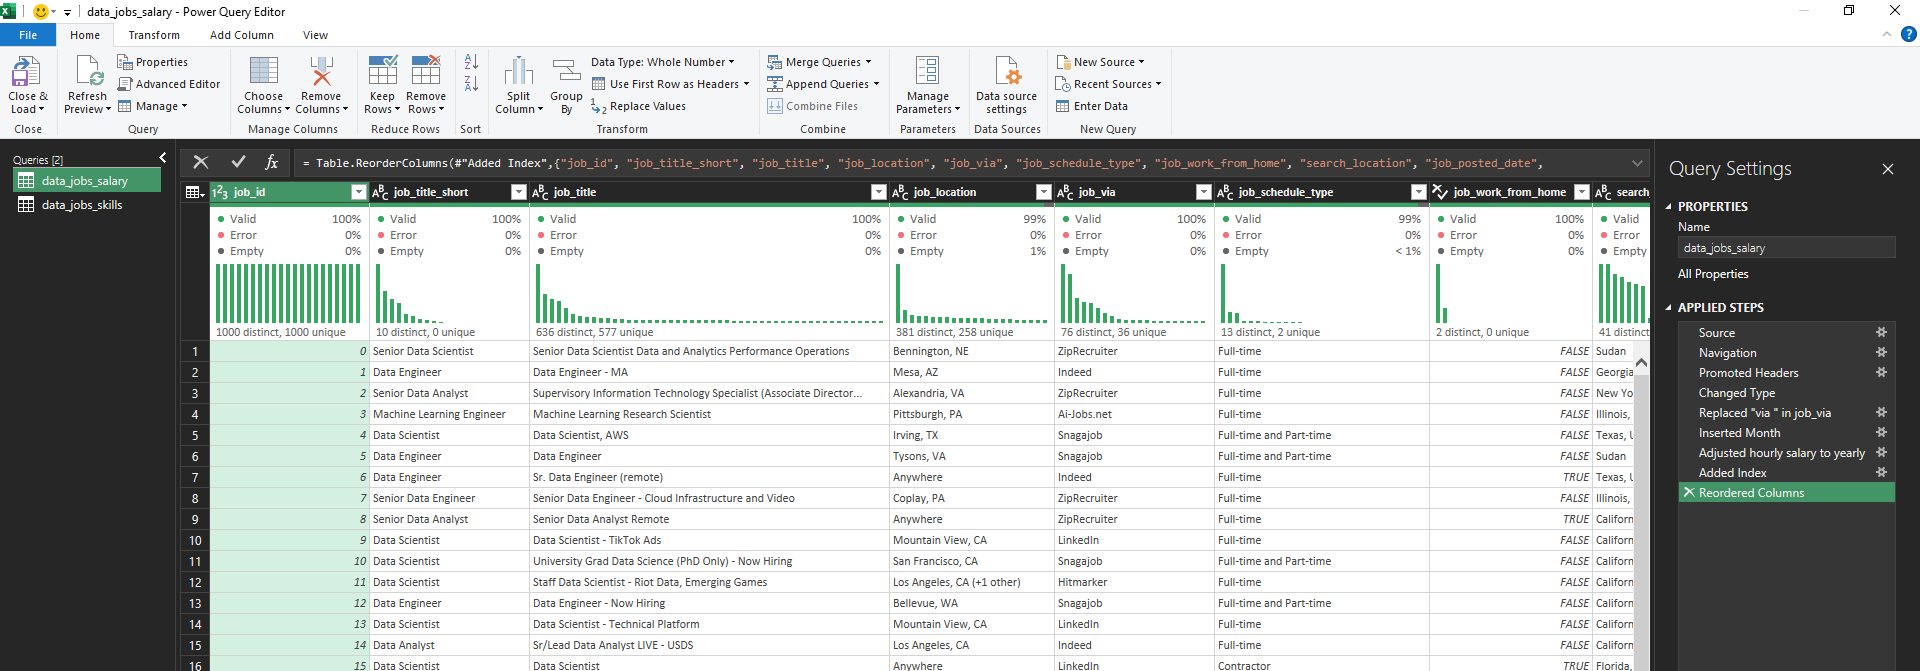 data_jobs_salary - Power Query Editor
File Home Transform Add Column View
Close & Load
Close
Refresh Preview
Properties
Advanced Editor
Manage
Query
Choose Columns
Remove Columns
Manage Columns
Keep Rows
Remove Rows
Reduce Rows
Sort
Split Column
Group By
Data Type: Whole Number
Use First Row as Headers
Replace Values
Transform
Merge Queries
Append Queries
Combine Files
Combine
Manage Parameters
Parameters
Data source settings
Data Sources
New Source
Recent Sources
Enter Data
New Query
Queries [2]
data_jobs_salary
data_jobs_skills
fx = Table.ReorderColumns(#"Added Index",{"job_id", "job_title_short", "job_title", "job_location", "job_via", "job_schedule_type", "job_work_from_home", "search_location", "job_posted_date",
job_id job_title_short job_title job_location job_via job_schedule_type job_work_from_home search
Valid 100% Valid 100% Valid 100% Valid 99% Valid 100% Valid 99% Valid 100% Valid
Error 0% Error 0% Error 0% Error 0% Error 0% Error 0% Error 0% Error
Empty 0% Empty 0% Empty 0% Empty 1% Empty 0% Empty < 1% Empty 0% Empty
1000 distinct, 1000 unique 10 distinct, 0 unique 636 distinct, 577 unique 381 distinct, 258 unique 76 distinct, 36 unique 13 distinct, 2 unique 2 distinct, 0 unique 41 distinct
1 0 Senior Data Scientist Senior Data Scientist Data and Analytics Performance Operations Bennington, NE ZipRecruiter Full-time FALSE Sudan
2 1 Data Engineer Data Engineer - MA Mesa, AZ Indeed Full-time FALSE Georgia
3 2 Senior Data Analyst Supervisory Information Technology Specialist (Associate Director... Alexandria, VA ZipRecruiter Full-time FALSE New Yo
4 3 Machine Learning Engineer Machine Learning Research Scientist Pittsburgh, PA Ai-Jobs.net Full-time FALSE Illinois,
5 4 Data Scientist Data Scientist, AWS Irving, TX Snagajob Full-time and Part-time FALSE Texas, U
6 5 Data Engineer Data Engineer Tysons, VA Snagajob Full-time and Part-time FALSE Sudan
7 6 Data Engineer Sr. Data Engineer (remote) Anywhere Indeed Full-time TRUE Texas, U
8 7 Senior Data Engineer Senior Data Engineer - Cloud Infrastructure and Video Coplay, PA ZipRecruiter Full-time FALSE Illinois,
9 8 Senior Data Analyst Senior Data Analyst Remote Anywhere ZipRecruiter Full-time TRUE Californ
10 9 Data Scientist Data Scientist - TikTok Ads Mountain View, CA LinkedIn Full-time FALSE Californ
11 10 Data Scientist University Grad Data Science (PhD Only) - Now Hiring San Francisco, CA Snagajob Full-time and Part-time FALSE Californ
12 11 Data Scientist Staff Data Scientist - Riot Data, Emerging Games Los Angeles, CA (+1 other) Hitmarker Full-time FALSE Californ
13 12 Data Engineer Data Engineer - Now Hiring Bellevue, WA Snagajob Full-time and Part-time FALSE Californ
14 13 Data Scientist Data Scientist - Technical Platform Mountain View, CA LinkedIn Full-time FALSE Californ
15 14 Data Analyst Sr/Lead Data Analyst LIVE - USDS Los Angeles, CA Indeed Full-time FALSE Californ
16 15 Data Scientist Data Scientist Anywhere LinkedIn Contractor TRUE Florida,
Query Settings
PROPERTIES
Name
data_jobs_salary
All Properties
APPLIED STEPS
Source
Navigation
Promoted Headers
Changed Type
Replaced "via " in job_via
Inserted Month
Adjusted hourly salary to yearly
Added Index
Reordered Columns